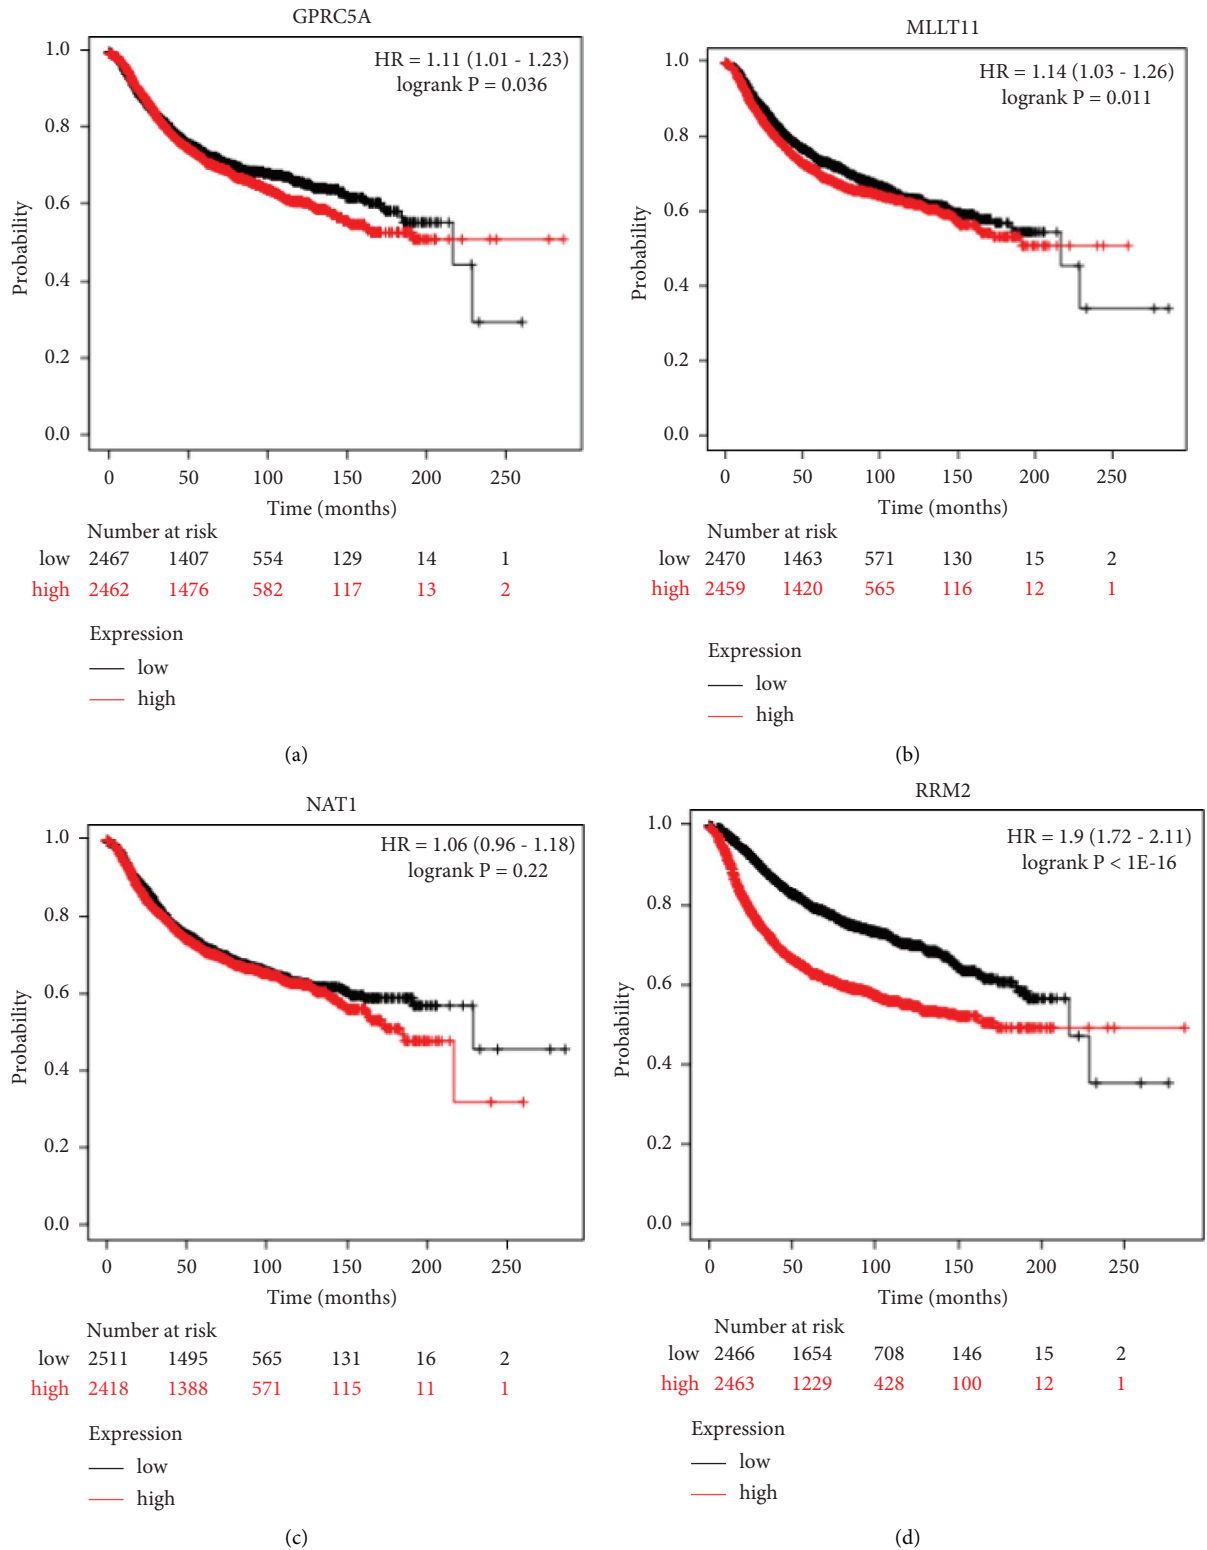 GPRC5A
HR = 1.11 (1.01 - 1.23)
logrank P = 0.036
1.0
0.8
0.6
0.4
0.2
0.0
Probability
0 50 100 150 200 250
Time (months)
Number at risk
low 2467 1407 554 129 14 1
high 2462 1476 582 117 13 2
Expression
low
high
(a)
MLLT11
HR = 1.14 (1.03 - 1.26)
logrank P = 0.011
1.0
0.8
0.6
0.4
0.2
0.0
Probability
0 50 100 150 200 250
Time (months)
Number at risk
low 2470 1463 571 130 15 2
high 2459 1420 565 116 12 1
Expression
low
high
(b)
NAT1
HR = 1.06 (0.96 - 1.18)
logrank P = 0.22
1.0
0.8
0.6
0.4
0.2
0.0
Probability
0 50 100 150 200 250
Time (months)
Number at risk
low 2511 1495 565 131 16 2
high 2418 1388 571 115 11 1
Expression
low
high
(c)
RRM2
HR = 1.9 (1.72 - 2.11)
logrank P < 1E-16
1.0
0.8
0.6
0.4
0.2
0.0
Probability
0 50 100 150 200 250
Time (months)
Number at risk
low 2466 1654 708 146 15 2
high 2463 1229 428 100 12 1
Expression
low
high
(d)